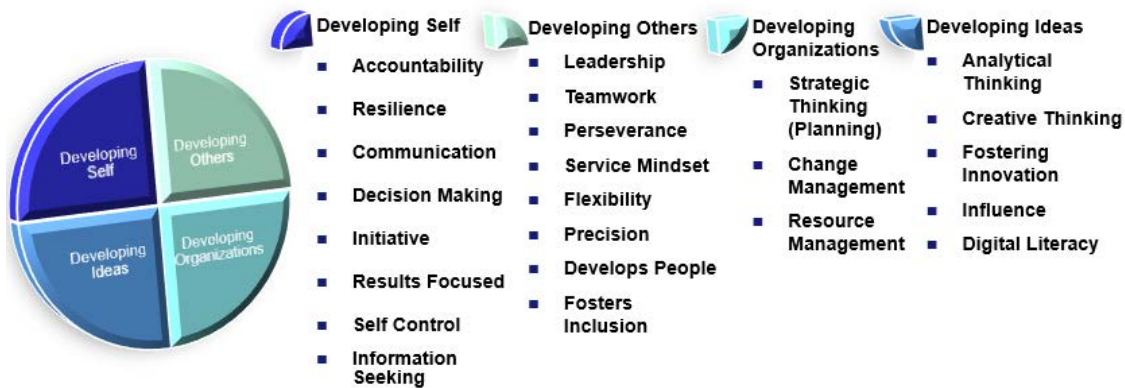 Developing
Self
Developing
Others
Developing
Ideas
Developing
Organizations
Developing Self
Accountability
Resilience
Communication
Decision Making
Initiative
Results Focused
Self Control
Information
Seeking
Developing Others
Leadership
Teamwork
Perseverance
Service Mindset
Flexibility
Precision
Develops People
Fosters
Inclusion
Developing
Organizations
Strategic
Thinking
(Planning)
Change
Management
Resource
Management
Developing Ideas
Analytical
Thinking
Creative Thinking
Fostering
Innovation
Influence
Digital Literacy